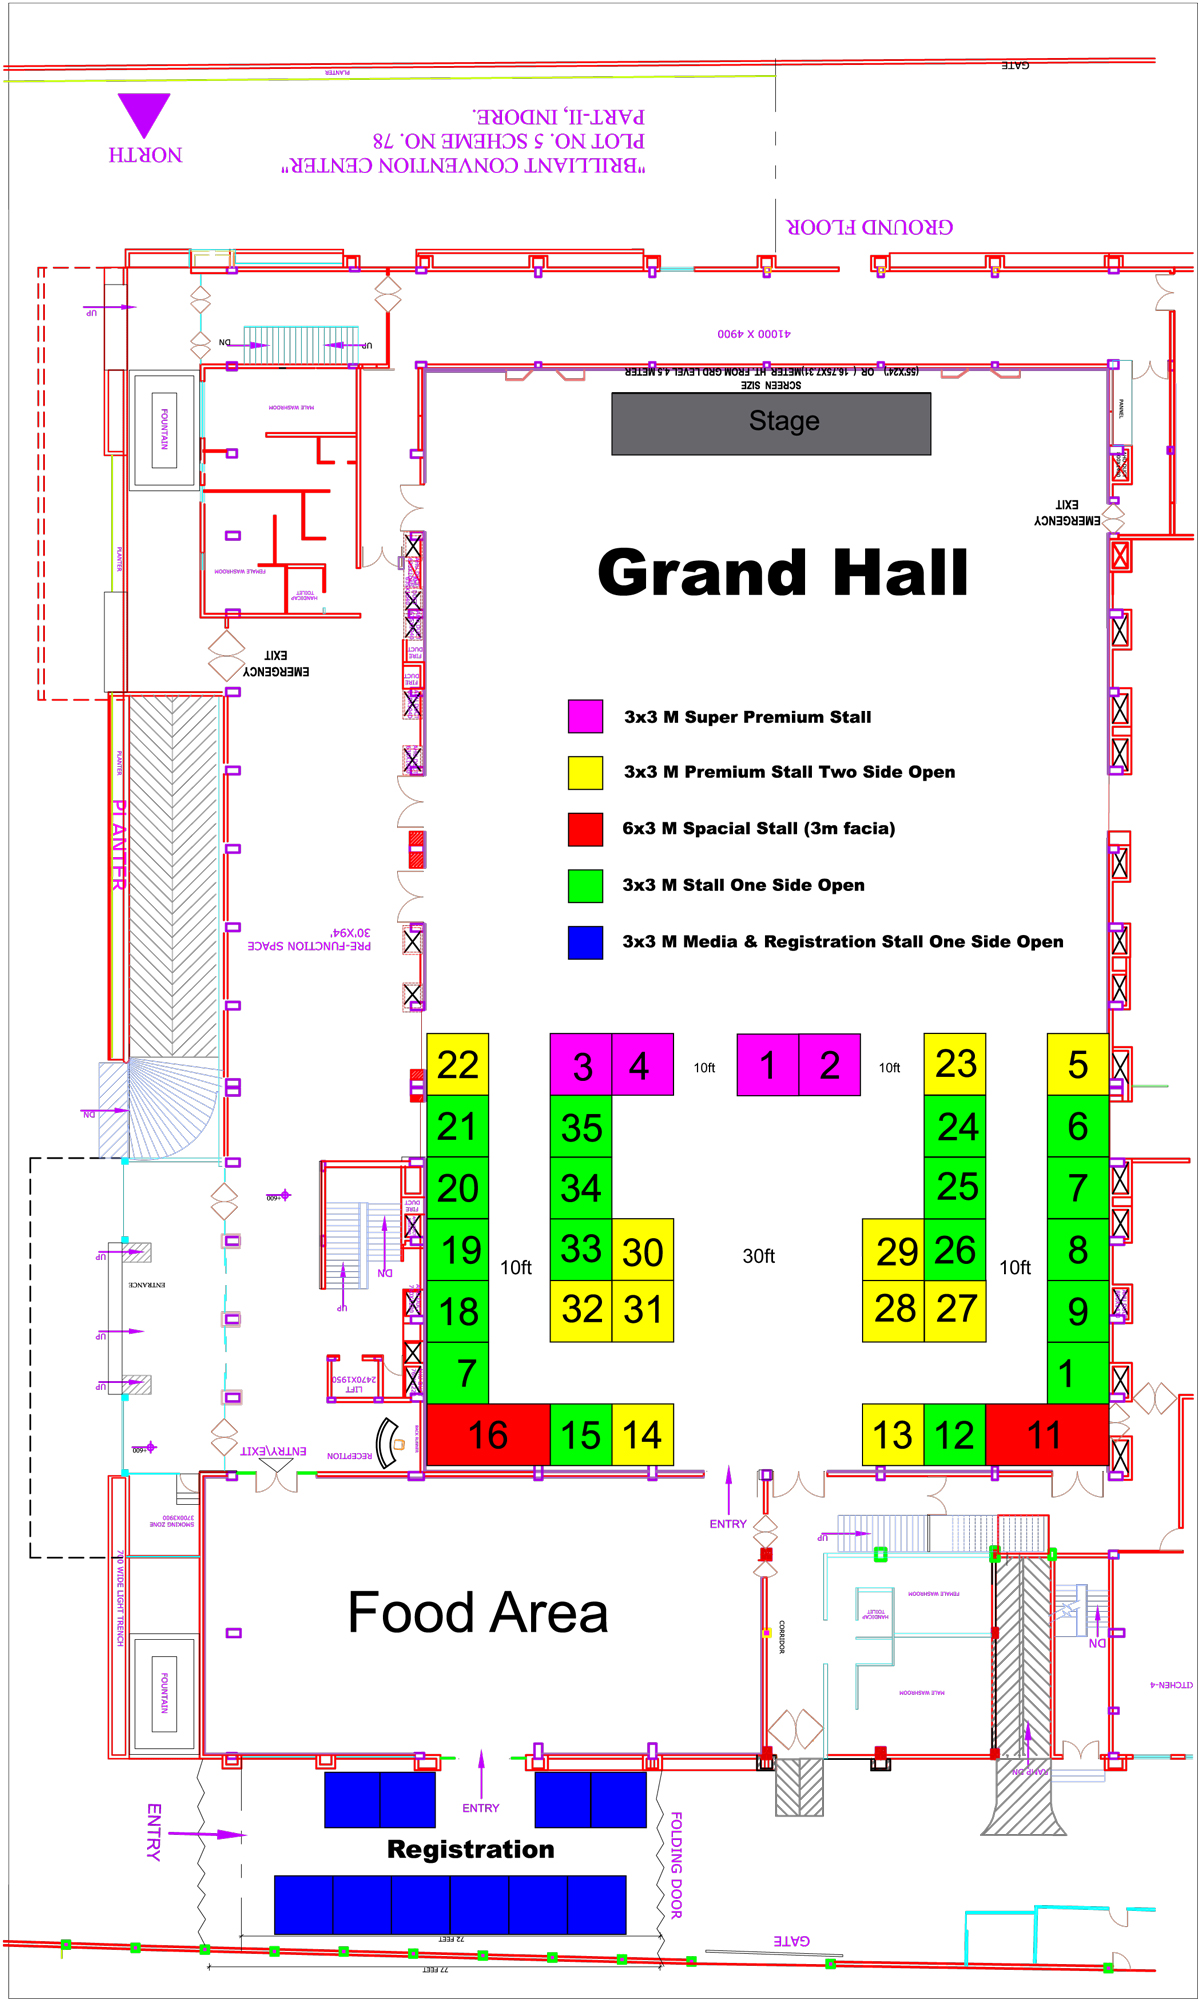 PLANTER
GATE
NORTH
"BRILLIANT CONVENTION CENTER"
PLOT NO. 5 SCHEME NO. 78
PART-II, INDORE.
GROUND FLOOR
UP
DN
UP
41000 X 4900
SCREEN SIZE
(55'X24') OR ( 16.75X7.31)METER HT. FROM GRD LEVEL 4.5 METER
Stage
PANNEL
FOUNTAIN
MALE WASHROOM
EMERGENCY
EXIT
Grand Hall
PLANTER
FEMALE WASHROOM
HANDICAP
TOILET
FIRE
DUCT
FIRE
DUCT
EMERGENCY
EXIT
3x3 M Super Premium Stall
3x3 M Premium Stall Two Side Open
6x3 M Spacial Stall (3m facia)
3x3 M Stall One Side Open
3x3 M Media & Registration Stall One Side Open
PLANTER
PLANTER
PRE-FUNCTION SPACE
30'X94'
22 3 4 10ft 1 2 10ft 23 5
DN
21 35 24 6
20 34 25 7
+600
FIRE
DUCT
19 10ft 33 30 30ft 29 26 10ft 8
UP
ENTRANCE
UP
DN
UP
18 32 31 28 27 9
UP
LIFT
2470X1950
7 1
16 15 14 13 12 11
+600
ENTRY\EXIT
RECEPTION
SMOKING ZONE
3700X3900
ENTRY
UP
700 WIDE LIGHT TRENCH
Food Area
CORRIDOR
HANDICAP
TOILET
FEMALE WASHROOM
MALE WASHROOM
DN
KITCHEN-4
FOUNTAIN
RAMP DN
ENTRY
ENTRY
Registration
FOLDING DOOR
72 FEET
77 FEET
GATE